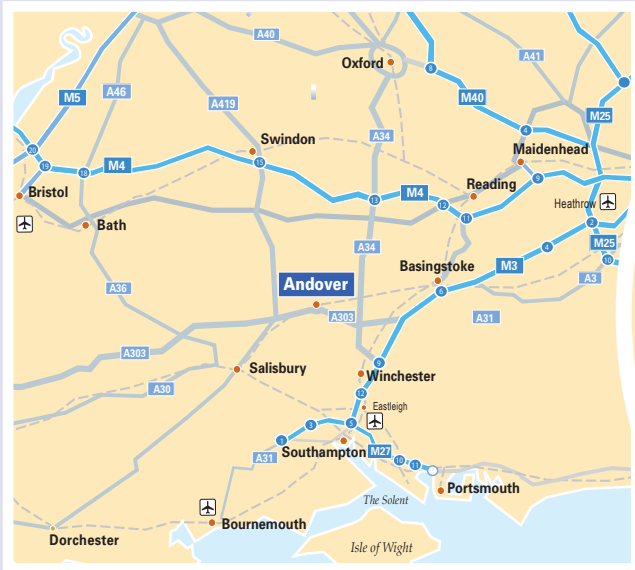 A40
Oxford
A41
8
M5
A46
A419
M40
M25
A34
4
20
Swindon
Maidenhead
19
18
M4
15
9
Bristol
13
M4
12
Reading
11
Heathrow
2
Bath
A34
4
M25
10
Basingstoke
M3
A3
A36
Andover
6
A303
A31
A303
Salisbury
9
Winchester
A30
12
Eastleigh
1
3
5
A31
Southampton
M27
10
11
Portsmouth
The Solent
Bournemouth
Dorchester
Isle of Wight